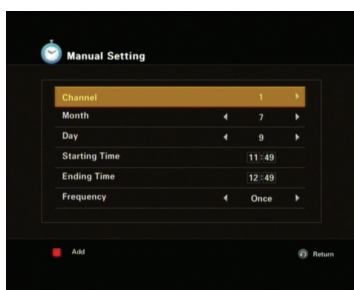 Manual Setting
Channel 1
Month 7
Day 9
Starting Time 11:49
Ending Time 12:49
Frequency Once
Add Return